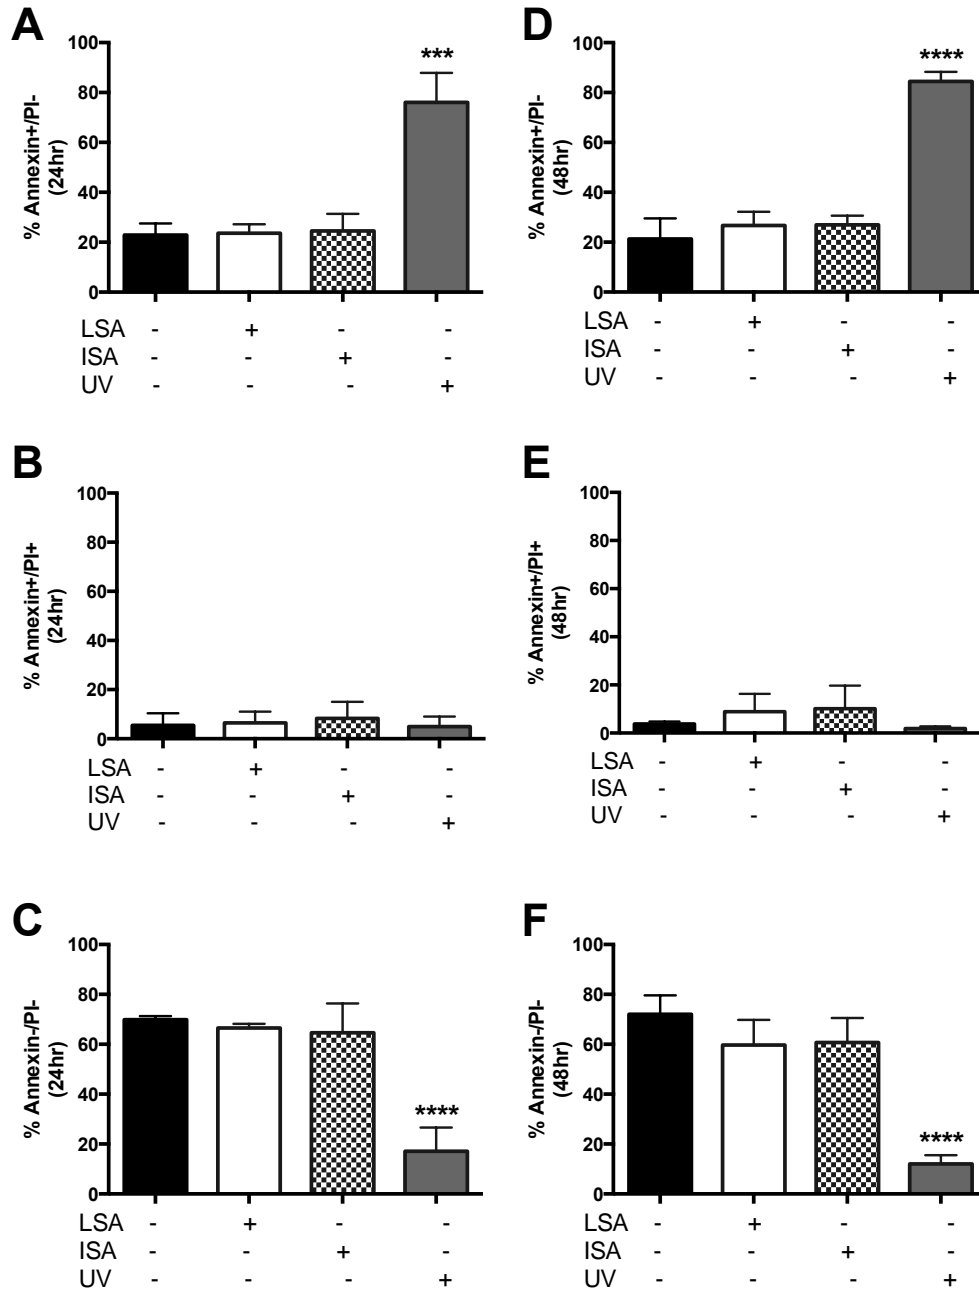 A
% Annexin+/PI-
(24hr)
100
80
60
40
20
0
***
LSA - + - -
ISA - - + -
UV - - - +
D
% Annexin+/PI-
(48hr)
100
80
60
40
20
0
****
LSA - + - -
ISA - - + -
UV - - - +
B
% Annexin+/PI+
(24hr)
100
80
60
40
20
0
LSA - + - -
ISA - - + -
UV - - - +
E
% Annexin+/PI+
(48hr)
100
80
60
40
20
0
LSA - + - -
ISA - - + -
UV - - - +
C
% Annexin-/PI-
(24hr)
100
80
60
40
20
0
****
LSA - + - -
ISA - - + -
UV - - - +
F
% Annexin-/PI-
(48hr)
100
80
60
40
20
0
****
LSA - + - -
ISA - - + -
UV - - - +